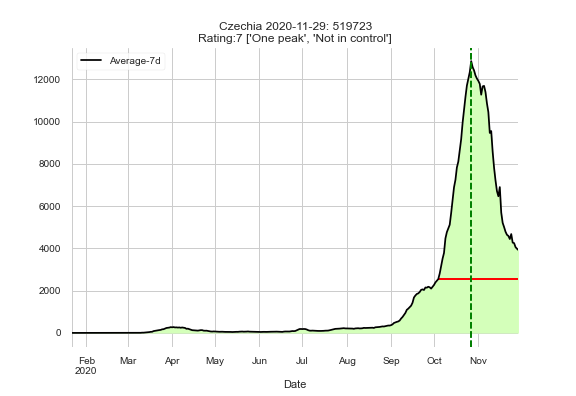 Czechia 2020-11-29: 519723
Rating:7 ['One peak', 'Not in control']
Average-7d
12000
10000
8000
6000
4000
2000
0
Feb Mar Apr May Jun Jul Aug Sep Oct Nov
2020
Date